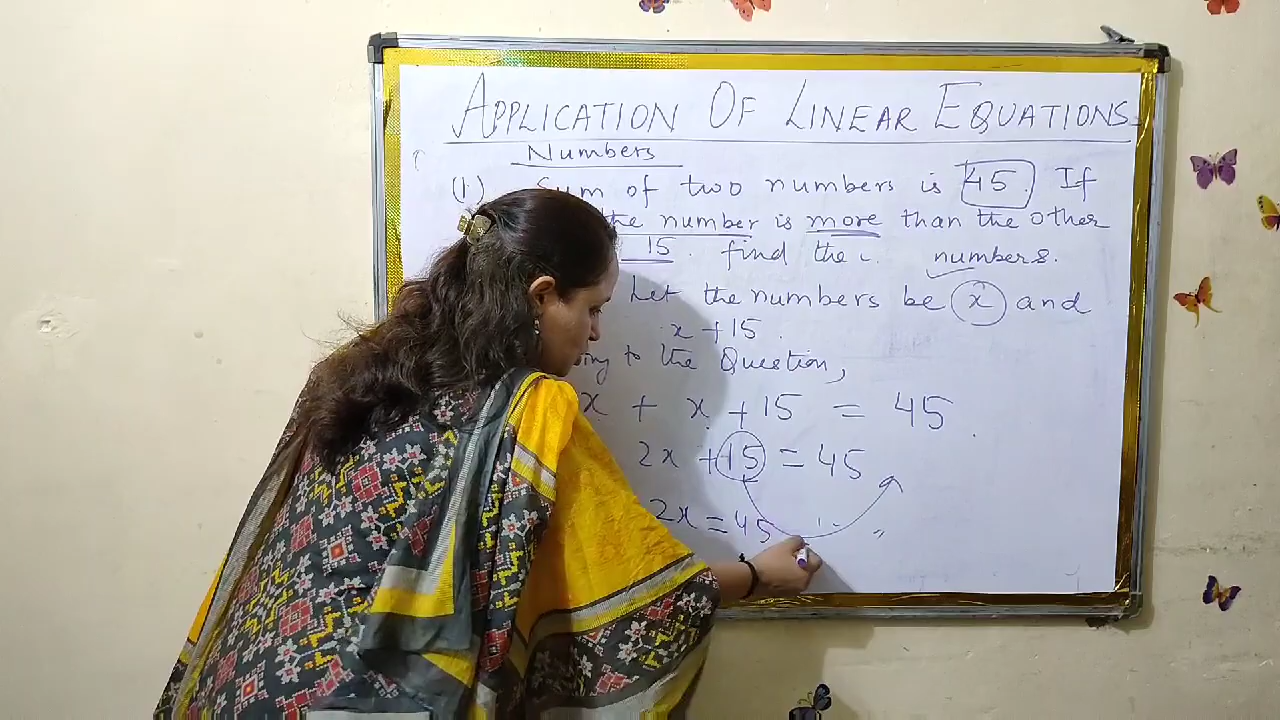 APPLICATION OF LINEAR EQUATIONS
Numbers
(1.) Sum of two numbers is 45. If
the number is more than the other
15. find the numbers.
Let the numbers be x and
x + 15.
to the Question,
x + x + 15 = 45
2x + 15 = 45
2x = 45